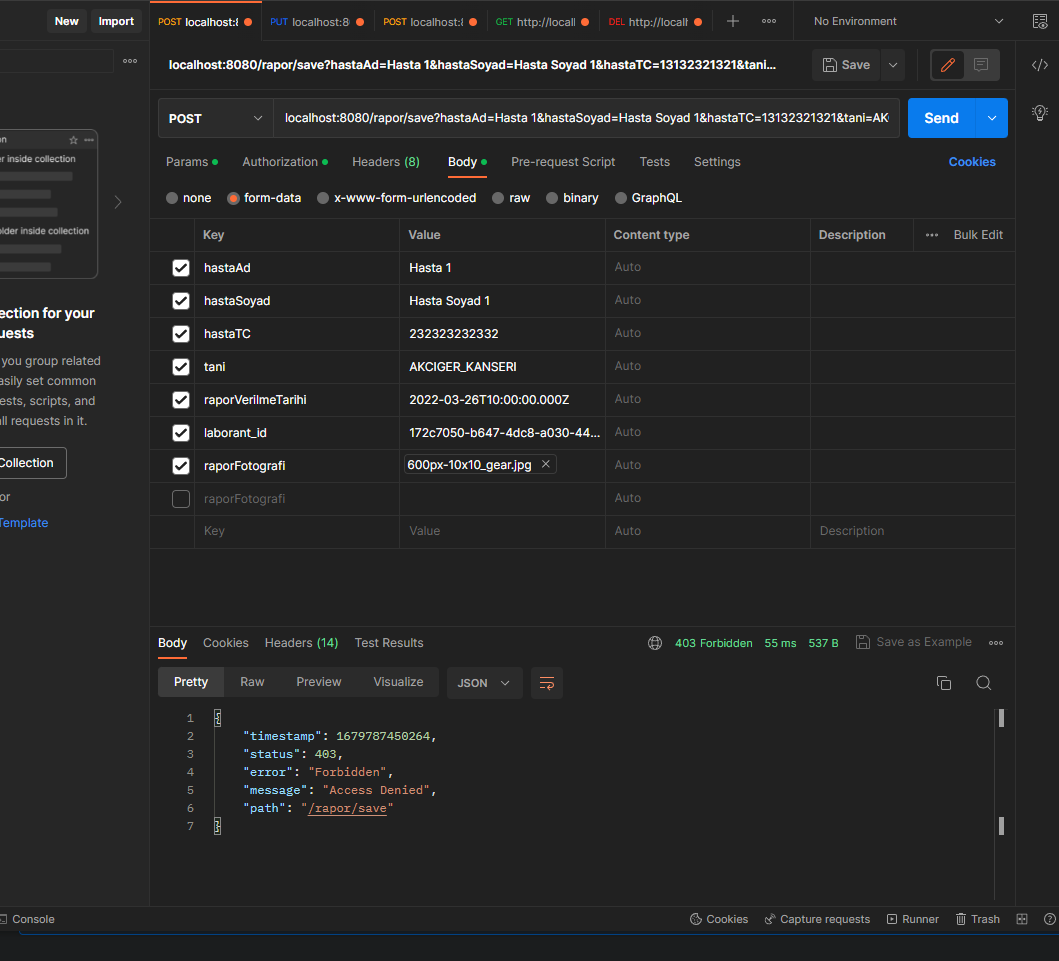 New Import POST localhost:8 PUT localhost:8 POST localhost:8 GET http://locall DEL http://localh No Environment
localhost:8080/rapor/save?hastaAd=Hasta 1&hastaSoyad=Hasta Soyad 1&hastaTC=13132321321&tani... Save
POST localhost:8080/rapor/save?hastaAd=Hasta 1&hastaSoyad=Hasta Soyad 1&hastaTC=13132321321&tani=AK Send
Params Authorization Headers (8) Body Pre-request Script Tests Settings Cookies
none form-data x-www-form-urlencoded raw binary GraphQL
Key Value Content type Description Bulk Edit
hastaAd Hasta 1 Auto
hastaSoyad Hasta Soyad 1 Auto
hastaTC 232323232332 Auto
tani AKCIGER_KANSERI Auto
raporVerilmeTarihi 2022-03-26T10:00:00.000Z Auto
laborant_id 172c7050-b647-4dc8-a030-44... Auto
raporFotografi 600px-10x10_gear.jpg Auto
raporFotografi Auto
Key Value Auto Description
on
er inside collection
older inside collection
ection for your
uests
you group related
asily set common
ests, scripts, and
all requests in it.
Collection
or
Template
Body Cookies Headers (14) Test Results 403 Forbidden 55 ms 537 B Save as Example
Pretty Raw Preview Visualize JSON
1 {
2 "timestamp": 1679787450264,
3 "status": 403,
4 "error": "Forbidden",
5 "message": "Access Denied",
6 "path": "/rapor/save"
7 }
Console Cookies Capture requests Runner Trash